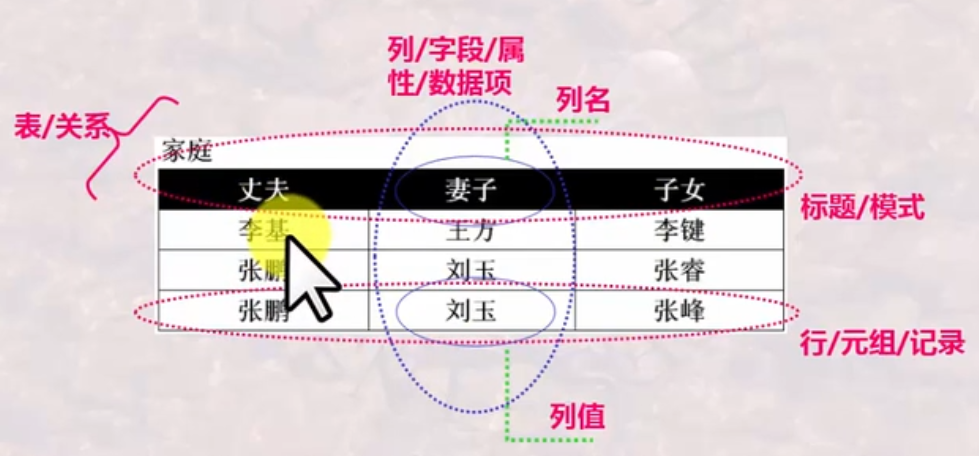 列/字段/属
性/数据项
列名
表/关系
家庭
丈夫 妻子 子女
标题/模式
李基 王方 李键
张鹏 刘玉 张睿
张鹏 刘玉 张峰
行/元组/记录
列值